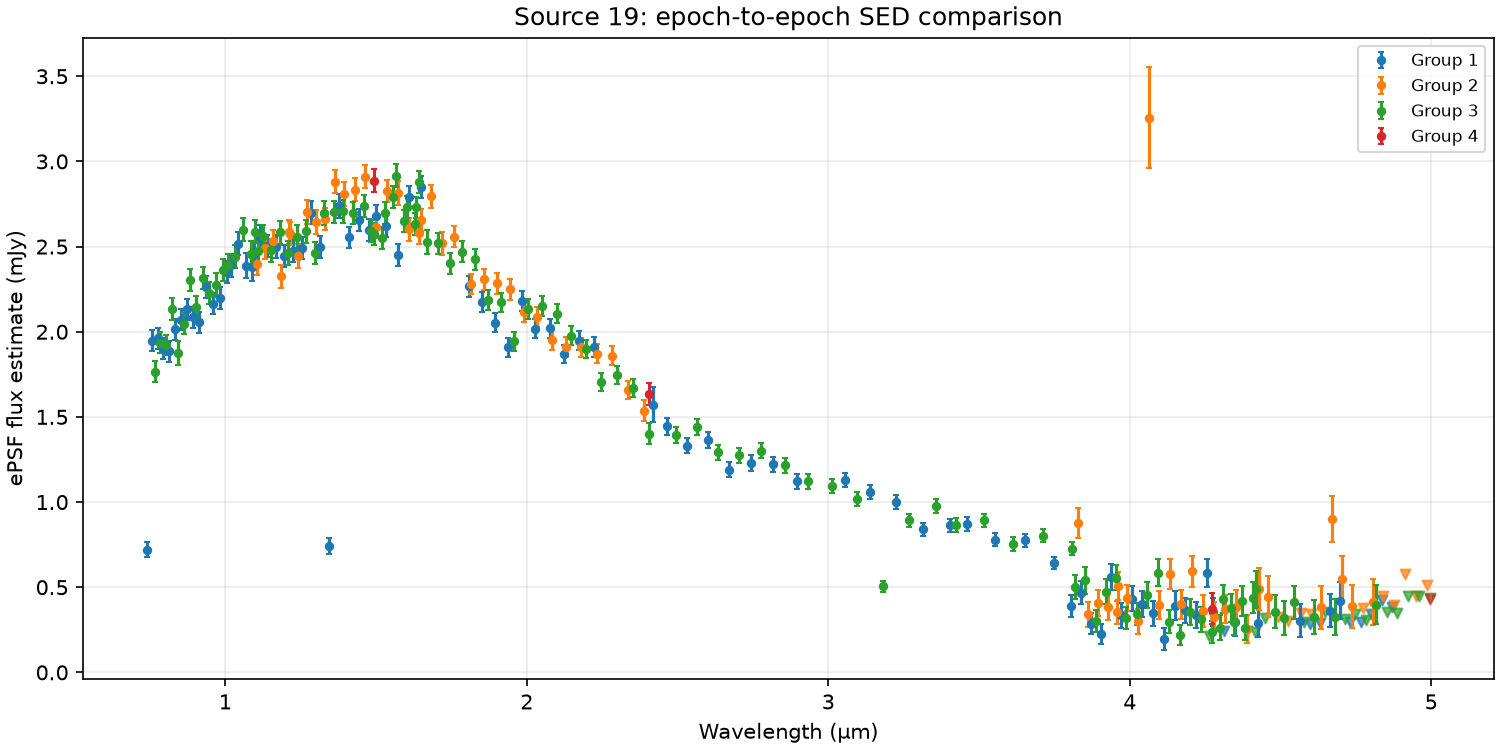 Source 19: epoch-to-epoch SED comparison
ePSF flux estimate (mJy)
3.5
3.0
2.5
2.0
1.5
1.0
0.5
0.0
Group 1
Group 2
Group 3
Group 4
1 2 3 4 5
Wavelength (µm)